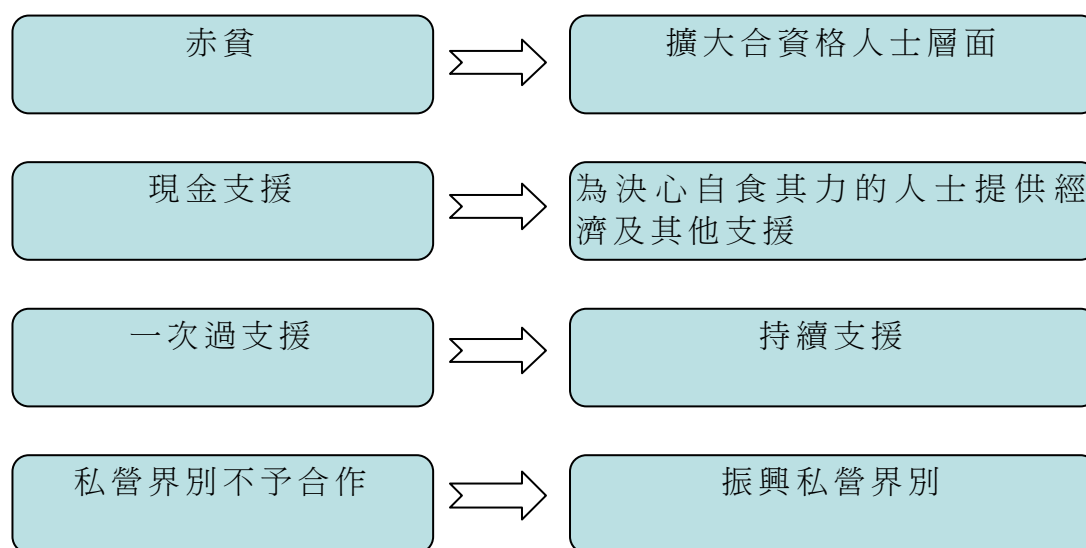 赤貧
擴大合資格人士層面
現金支援
為決心自食其力的人士提供經
濟及其他支援
一次過支援
持續支援
私營界別不予合作
振興私營界別